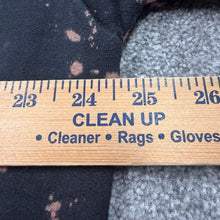 23 24 25 26
CLEAN UP
• Cleaner • Rags • Gloves